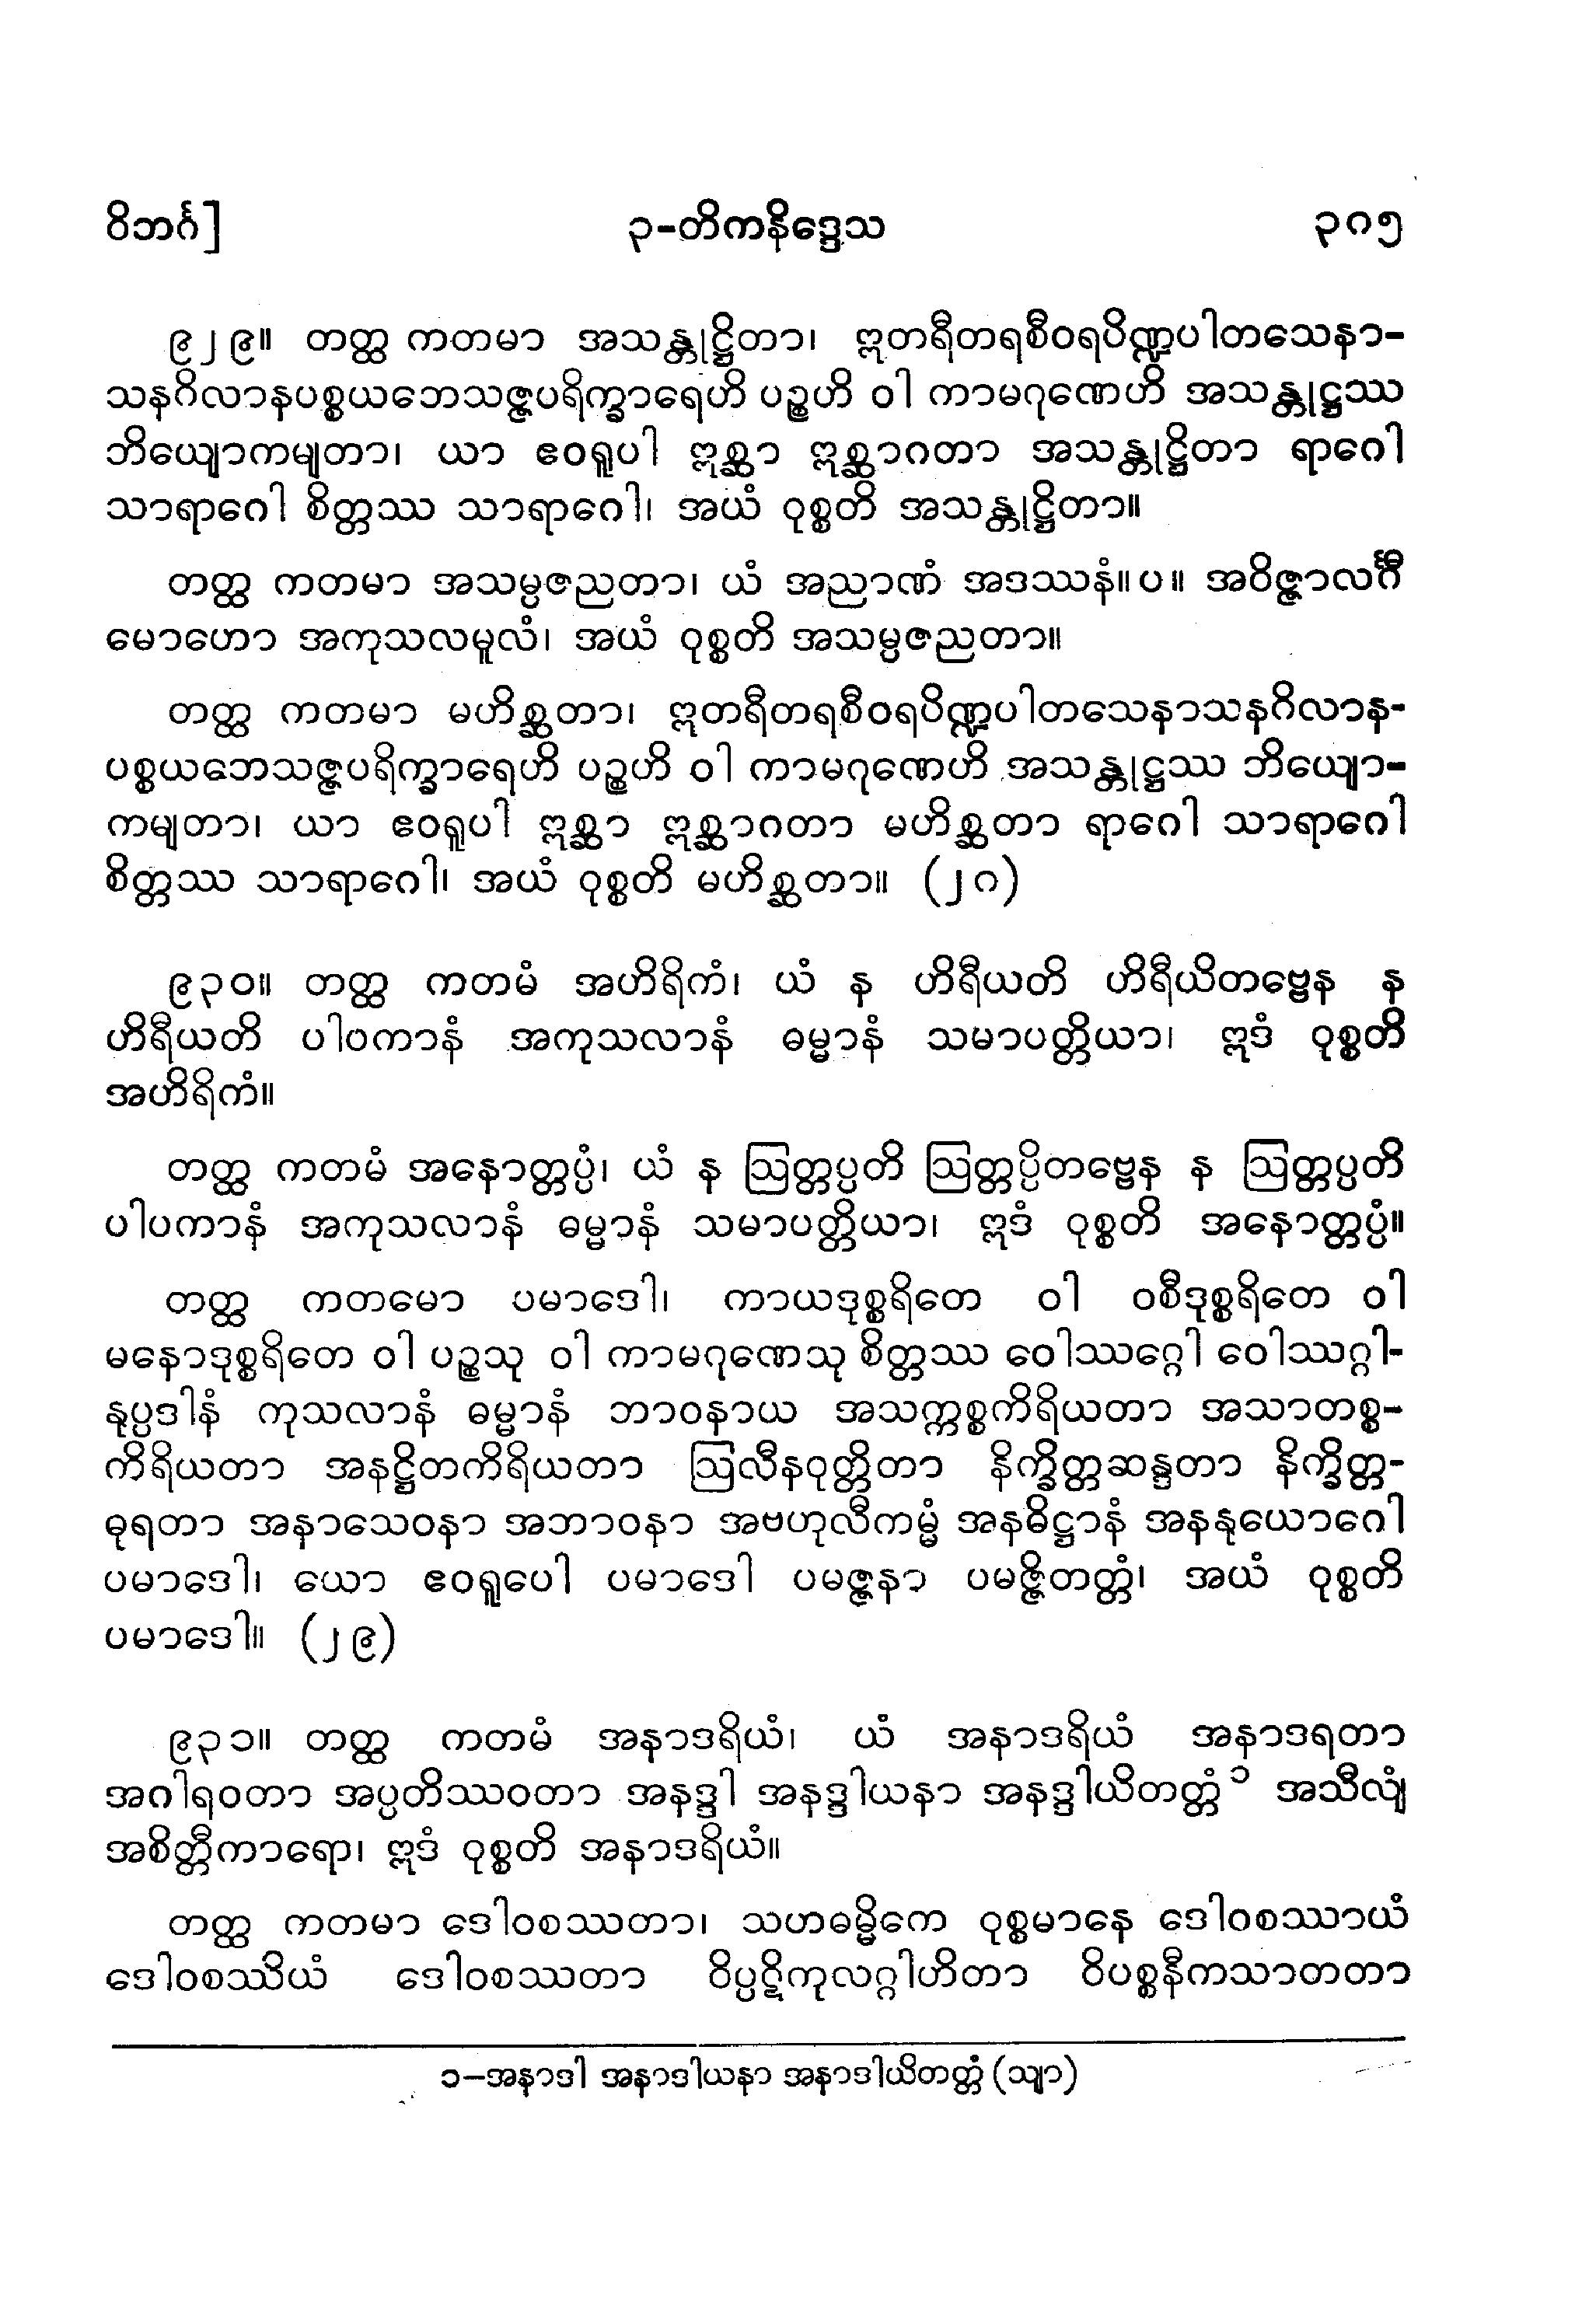 ဝိဘင်္ဂ]	၃-တိကနိဒ္ဒေသ	၃၈၅
၉၂၉။ တတ္ထ ကတမာ အသန္တုဋ္ဌိတာ၊ ဣတရီတရစီဝရပိဏ္ဍပါတသေနာ-
သနဂိလာနပစ္စယဘေသဇ္ဇပရိက္ခာရေဟိ ပဉ္စဟိ ဝါ ကာမဂုဏေဟိ အသန္တုဋ္ဌဿ
ဘိယျောကမျတာ၊ ယာ ဧဝရူပါ ဣစ္ဆာ ဣစ္ဆာဂတာ အသန္တုဋ္ဌိတာ ရာဂေါ
သာရာဂေါ စိတ္တဿ သာရာဂေါ၊ အယံ ဝုစ္စတိ အသန္တုဋ္ဌိတာ။
တတ္ထ ကတမာ အသမ္ပဇညတာ၊ ယံ အညာဏံ အဒဿနံ။ပ။ အဝိဇ္ဇာလင်္ဂီ
မောဟော အကုသလမူလံ၊ အယံ ဝုစ္စတိ အသမ္ပဇညတာ။
တတ္ထ ကတမာ မဟိစ္ဆတာ၊ ဣတရီတရစီဝရပိဏ္ဍပါတသေနာသနဂိလာန-
ပစ္စယဘေသဇ္ဇပရိက္ခာရေဟိ ပဉ္စဟိ ဝါ ကာမဂုဏေဟိ အသန္တုဋ္ဌဿ ဘိယျော-
ကမျတာ၊ ယာ ဧဝရူပါ ဣစ္ဆာ ဣစ္ဆာဂတာ မဟိစ္ဆတာ ရာဂေါ သာရာဂေါ
စိတ္တဿ သာရာဂေါ၊ အယံ ဝုစ္စတိ မဟိစ္ဆတာ။ (၂၈)
၉၃၀။ တတ္ထ ကတမံ အဟိရိကံ၊ ယံ န ဟိရီယတိ ဟိရီယိတဗ္ဗေန န
ဟိရီယတိ ပါပကာနံ အကုသလာနံ ဓမ္မာနံ သမာပတ္တိယာ၊ ဣဒံ ဝုစ္စတိ
အဟိရိကံ။
တတ္ထ ကတမံ အနောတ္တပ္ပံ၊ ယံ န ဩတ္တပ္ပတိ ဩတ္တပ္ပိတဗ္ဗေန န ဩတ္တပ္ပတိ
ပါပကာနံ အကုသလာနံ ဓမ္မာနံ သမာပတ္တိယာ၊ ဣဒံ ဝုစ္စတိ အနောတ္တပ္ပံ။
တတ္ထ ကတမော ပမာဒေါ၊ ကာယဒုစ္စရိတေ ဝါ ဝစီဒုစ္စရိတေ ဝါ
မနောဒုစ္စရိတေ ဝါ ပဉ္စသု ဝါ ကာမဂုဏေသု စိတ္တဿ ဝေါဿဂ္ဂေါ ဝေါဿဂ္ဂါ-
နုပ္ပဒါနံ ကုသလာနံ ဓမ္မာနံ ဘာဝနာယ အသက္ကစ္စကိရိယတာ အသာတစ္စ-
ကိရိယတာ အနဋ္ဌိတကိရိယတာ ဩလီနဝုတ္တိတာ နိက္ခိတ္တဆန္ဒတာ နိက္ခိတ္တ-
ဓုရတာ အနာသေဝနာ အဘာဝနာ အဗဟုလီကမ္မံ အနဓိဋ္ဌာနံ အနနုယောဂေါ
ပမာဒေါ၊ ယော ဧဝရူပေါ ပမာဒေါ ပမဇ္ဇနာ ပမဇ္ဇိတတ္တံ၊ အယံ ဝုစ္စတိ
ပမာဒေါ။ (၂၉)
၉၃၁။ တတ္ထ ကတမံ အနာဒရိယံ၊ ယံ အနာဒရိယံ အနာဒရတာ
အဂါရဝတာ အပ္ပတိဿဝတာ အနဒ္ဒါ အနဒ္ဒါယနာ အနဒ္ဒါယိတတ္တံ ၁ အသီလျံ
အစိတ္တီကာရော၊ ဣဒံ ဝုစ္စတိ အနာဒရိယံ။
တတ္ထ ကတမာ ဒေါဝစဿတာ၊ သဟဓမ္မိကေ ဝုစ္စမာနေ ဒေါဝစဿာယံ
ဒေါဝစဿိယံ ဒေါဝစဿတာ ဝိပ္ပဋိကုလဂ္ဂါဟိတာ ဝိပစ္စနီကသာတတာ
၁-အနာဒါ အနာဒါယနာ အနာဒါယိတတ္တံ (သျာ)